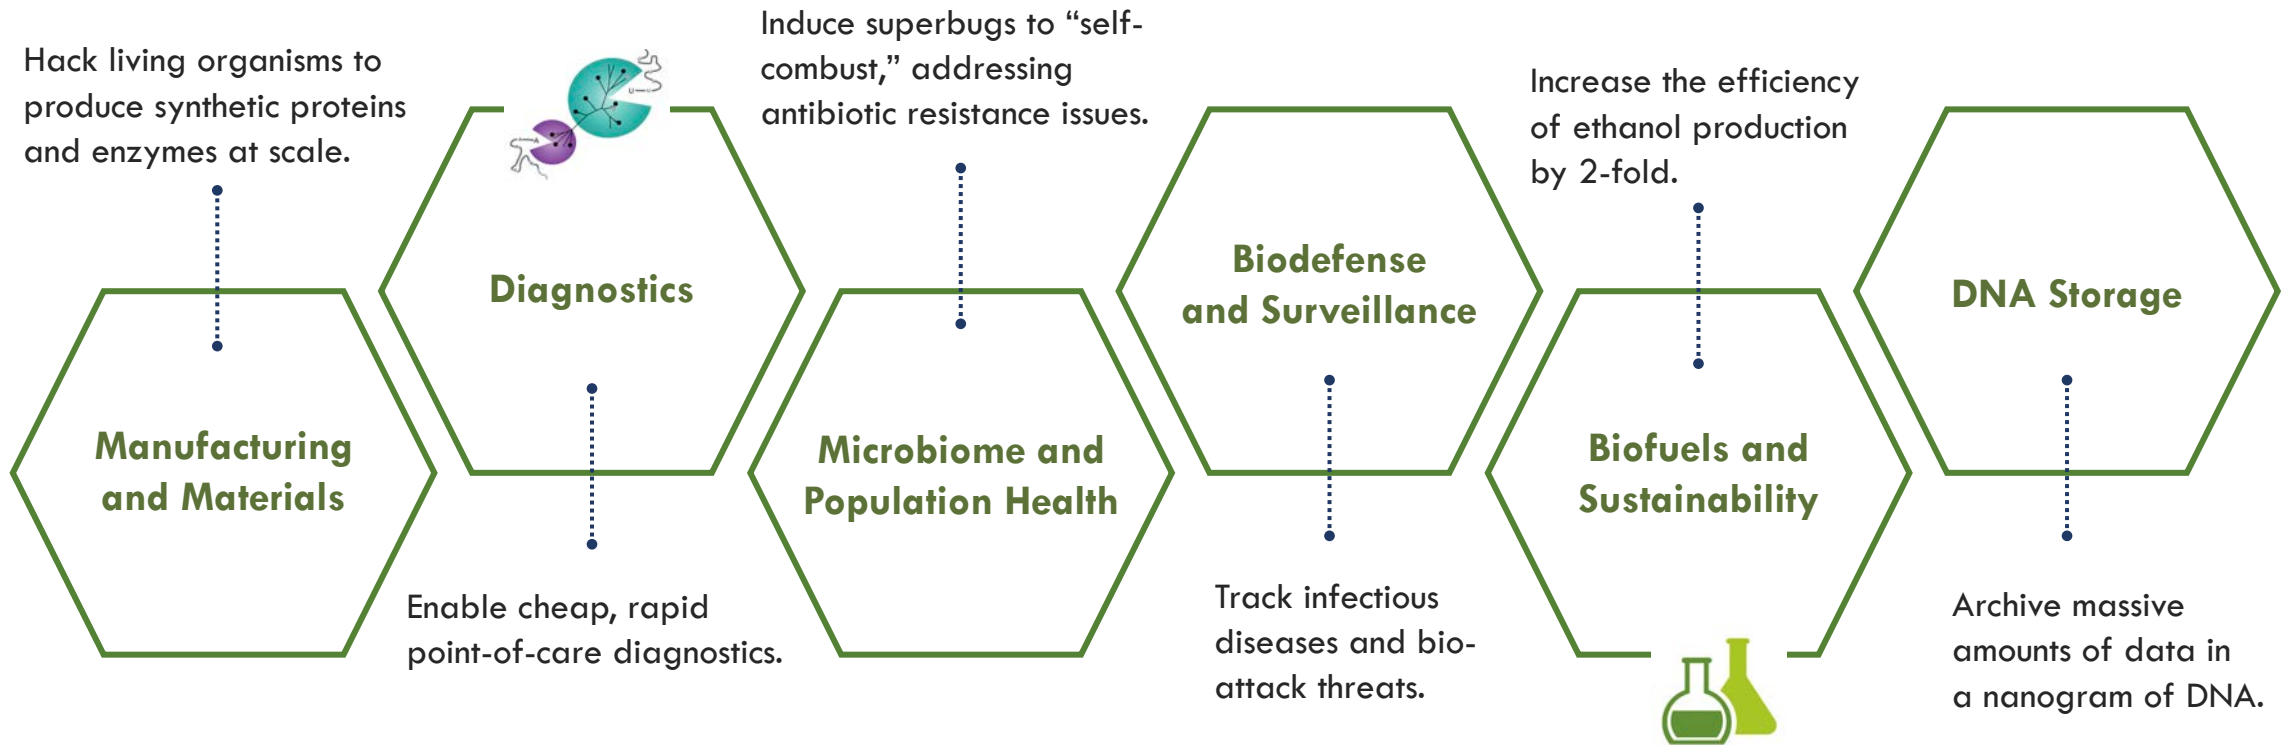 Hack living organisms to
produce synthetic proteins
and enzymes at scale.
Manufacturing
and Materials
Diagnostics
Enable cheap, rapid
point-of-care diagnostics.
Induce superbugs to “self-
combust,” addressing
antibiotic resistance issues.
Microbiome and
Population Health
Biodefense
and Surveillance
Track infectious
diseases and bio-
attack threats.
Increase the efficiency
of ethanol production
by 2-fold.
Biofuels and
Sustainability
DNA Storage
Archive massive
amounts of data in
a nanogram of DNA.